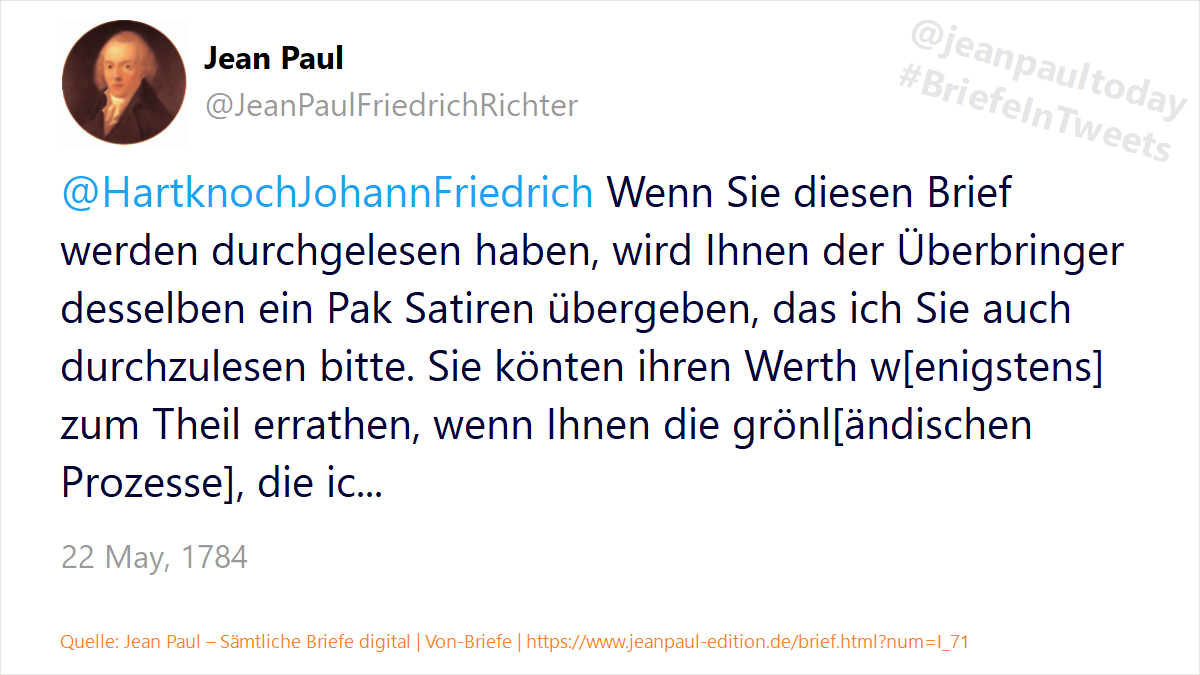 Jean Paul
@JeanPaulFriedrichRichter
@jeanpaultoday
#BriefeInTweets
@HartknochJohannFriedrich Wenn Sie diesen Brief
werden durchgelesen haben, wird Ihnen der Überbringer
desselben ein Pak Satiren übergeben, das ich Sie auch
durchzulesen bitte. Sie könten ihren Werth w[enigstens]
zum Theil errathen, wenn Ihnen die grönl[ändischen
Prozesse], die ic...
22 May, 1784
Quelle: Jean Paul – Sämtliche Briefe digital | Von-Briefe | https://www.jeanpaul-edition.de/brief.html?num=I_71